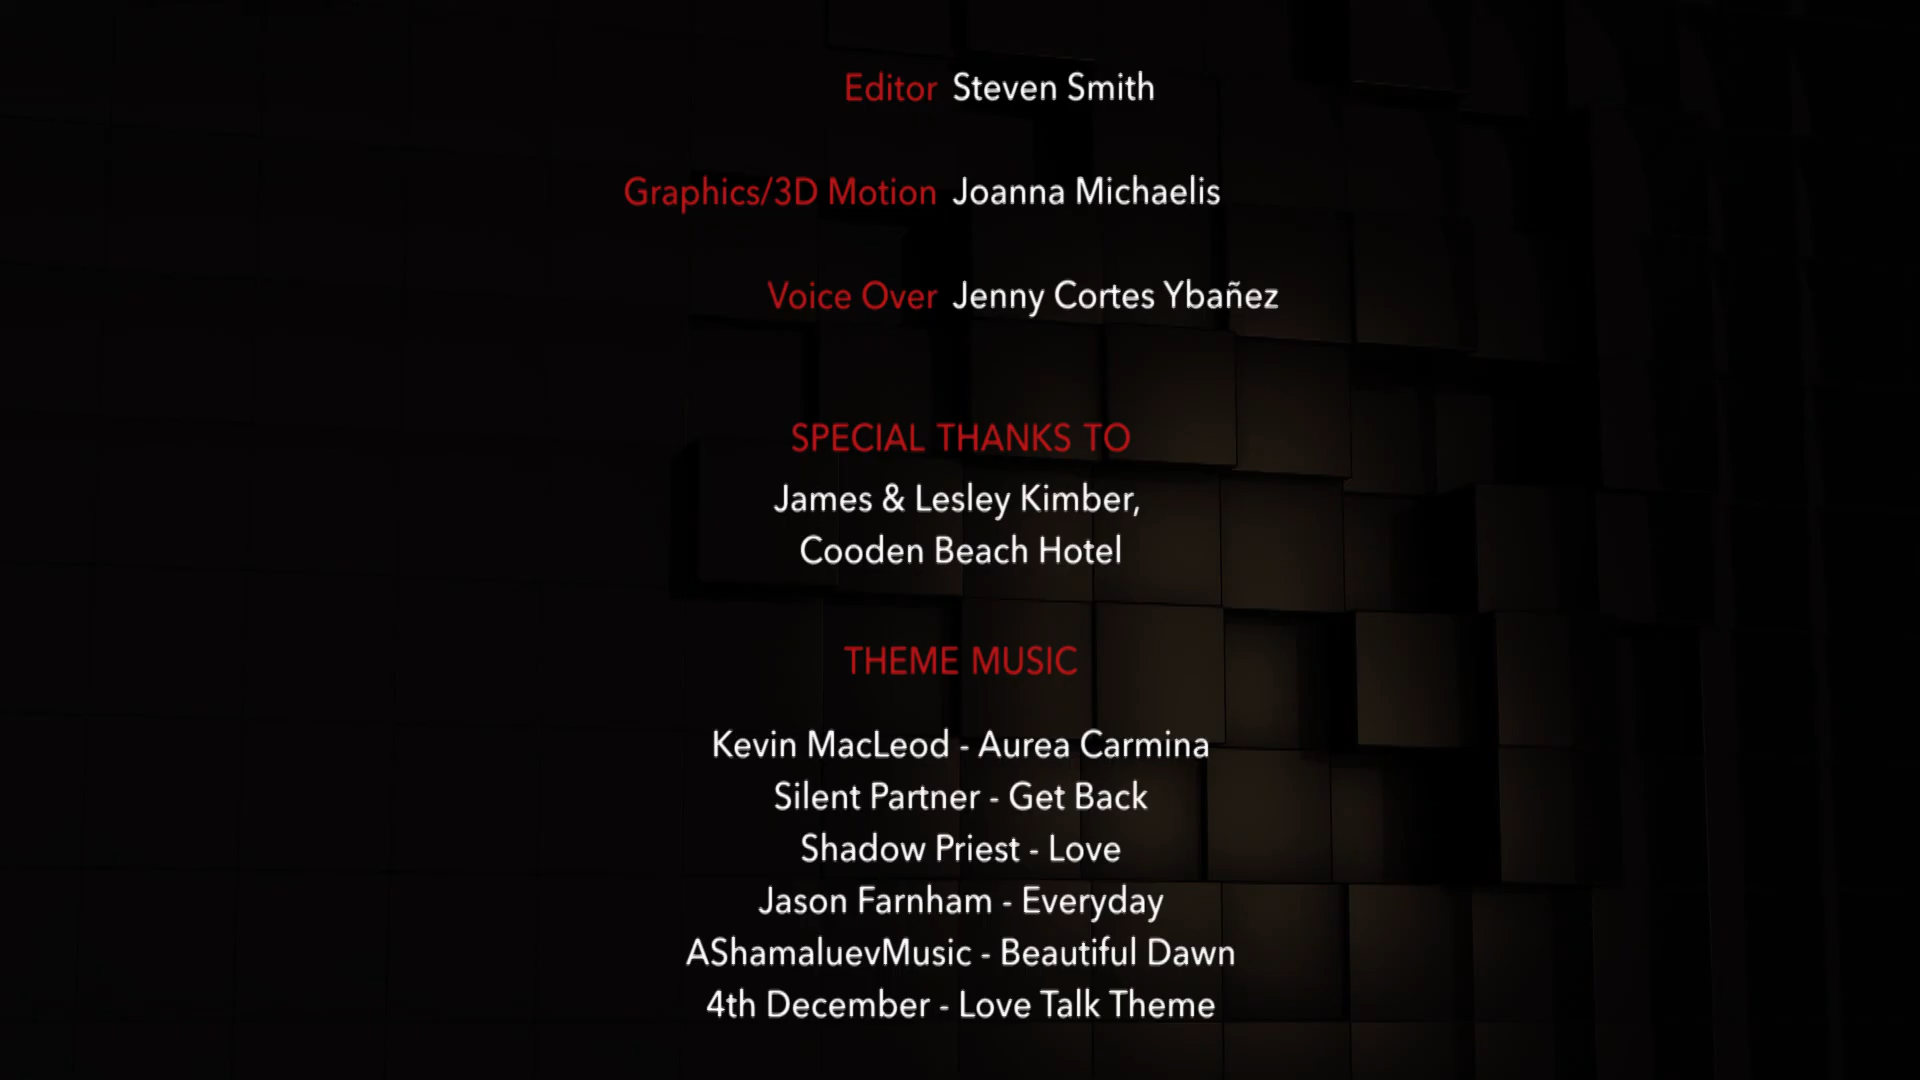 Editor Steven Smith
Graphics/3D Motion Joanna Michaelis
Voice Over Jenny Cortes Ybañez
SPECIAL THANKS TO
James & Lesley Kimber,
Cooden Beach Hotel
THEME MUSIC
Kevin MacLeod - Aurea Carmina
Silent Partner - Get Back
Shadow Priest - Love
Jason Farnham - Everyday
AShamaluevMusic - Beautiful Dawn
4th December - Love Talk Theme